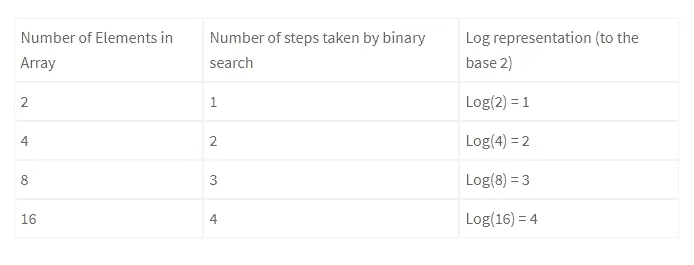 Number of Elements in
Array
Number of steps taken by binary
search
Log representation (to the
base 2)
2
1
Log(2) = 1
4
2
Log(4) = 2
8
3
Log(8) = 3
16
4
Log(16) = 4